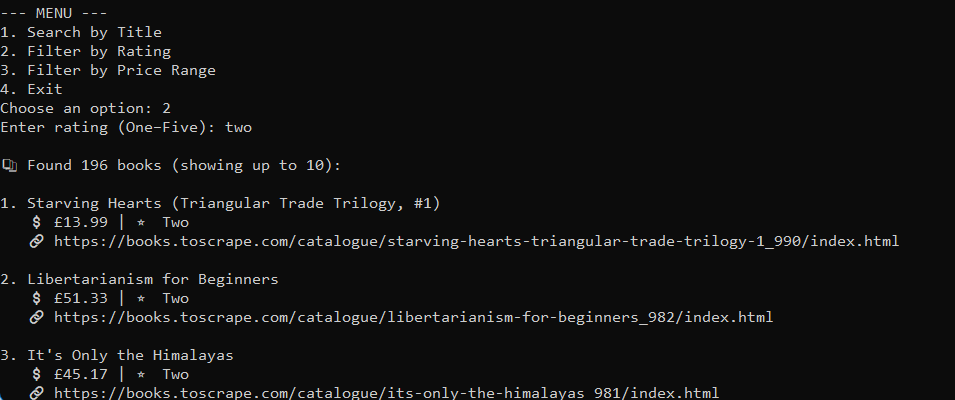 --- MENU ---
1. Search by Title
2. Filter by Rating
3. Filter by Price Range
4. Exit
Choose an option: 2
Enter rating (One–Five): two
📚 Found 196 books (showing up to 10):
1. Starving Hearts (Triangular Trade Trilogy, #1)
$ £13.99 | ⭐ Two
🔗 https://books.toscrape.com/catalogue/starving-hearts-triangular-trade-trilogy-1_990/index.html
2. Libertarianism for Beginners
$ £51.33 | ⭐ Two
🔗 https://books.toscrape.com/catalogue/libertarianism-for-beginners_982/index.html
3. It's Only the Himalayas
$ £45.17 | ⭐ Two
🔗 https://books.toscrape.com/catalogue/its-only-the-himalayas_981/index.html